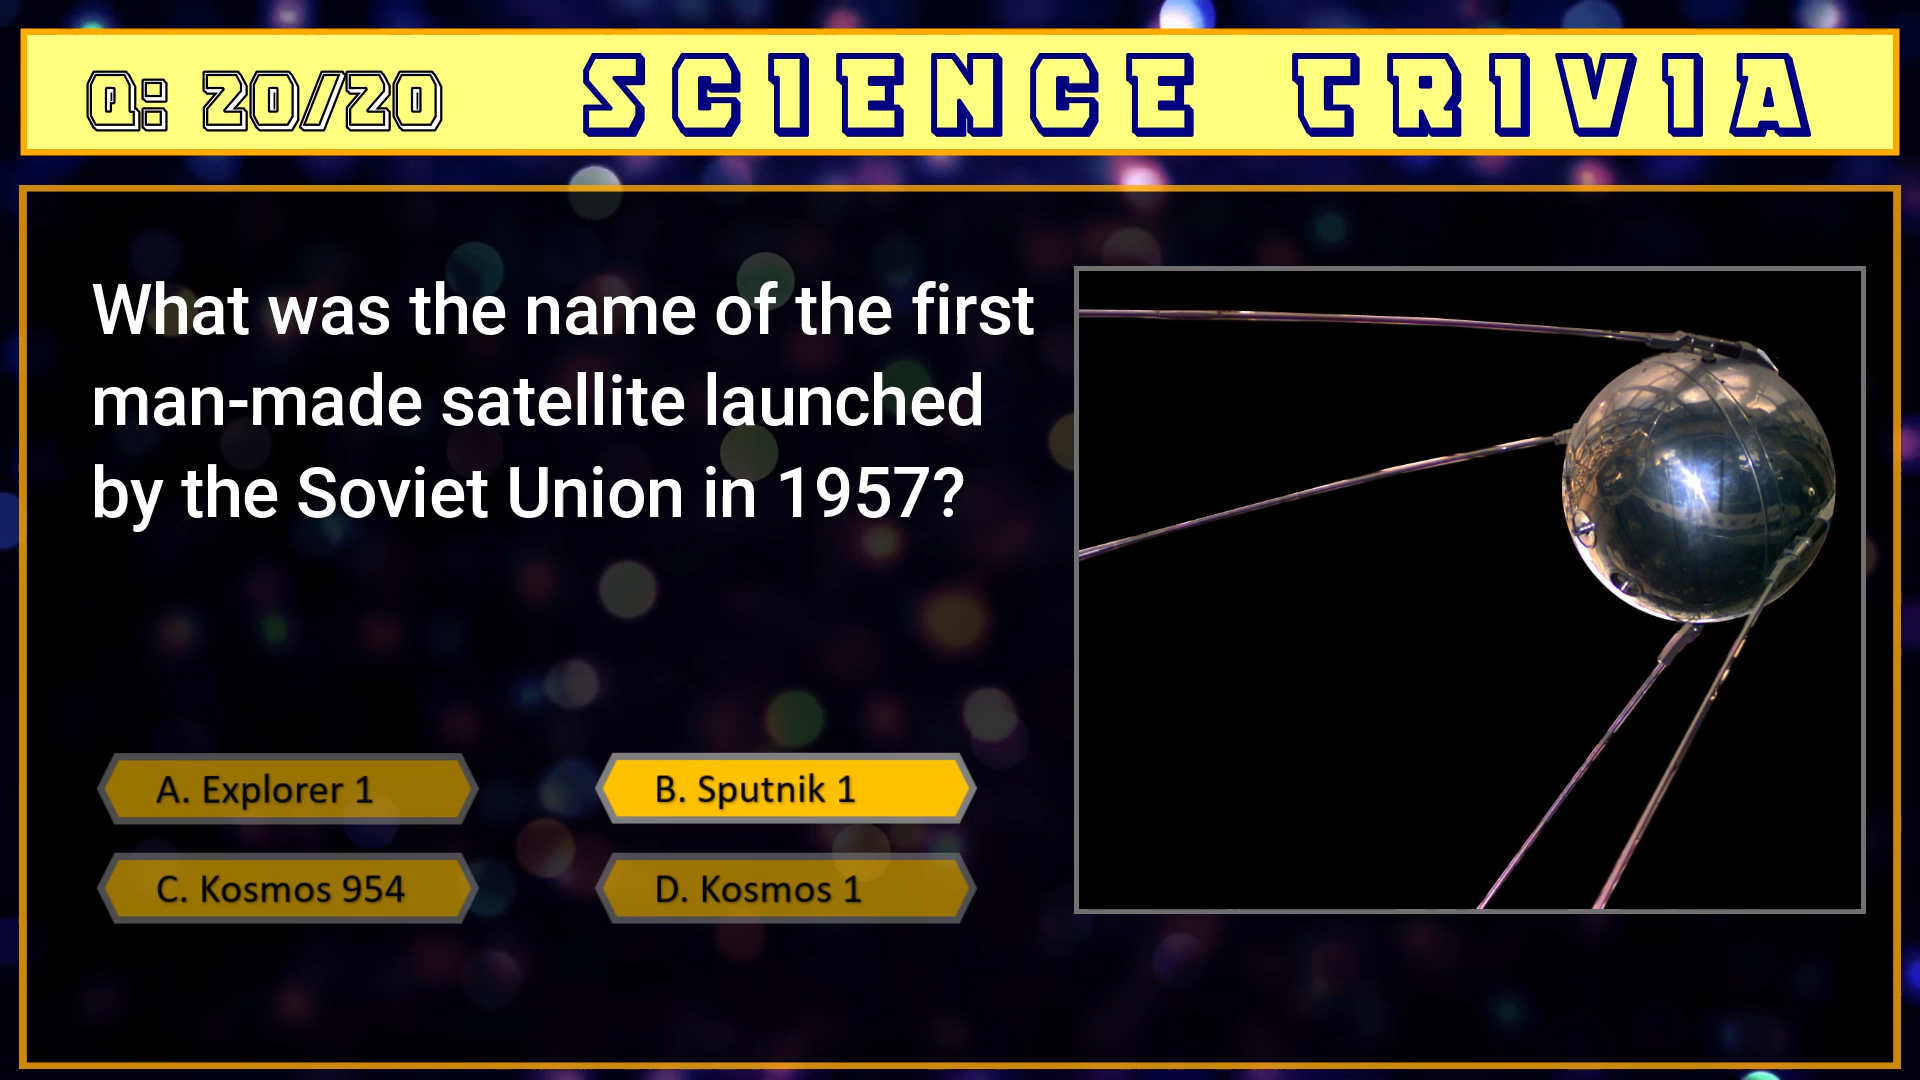 Q: 20/20
SCIENCE TRIVIA
What was the name of the first
man-made satellite launched
by the Soviet Union in 1957?
A. Explorer 1
B. Sputnik 1
C. Kosmos 954
D. Kosmos 1